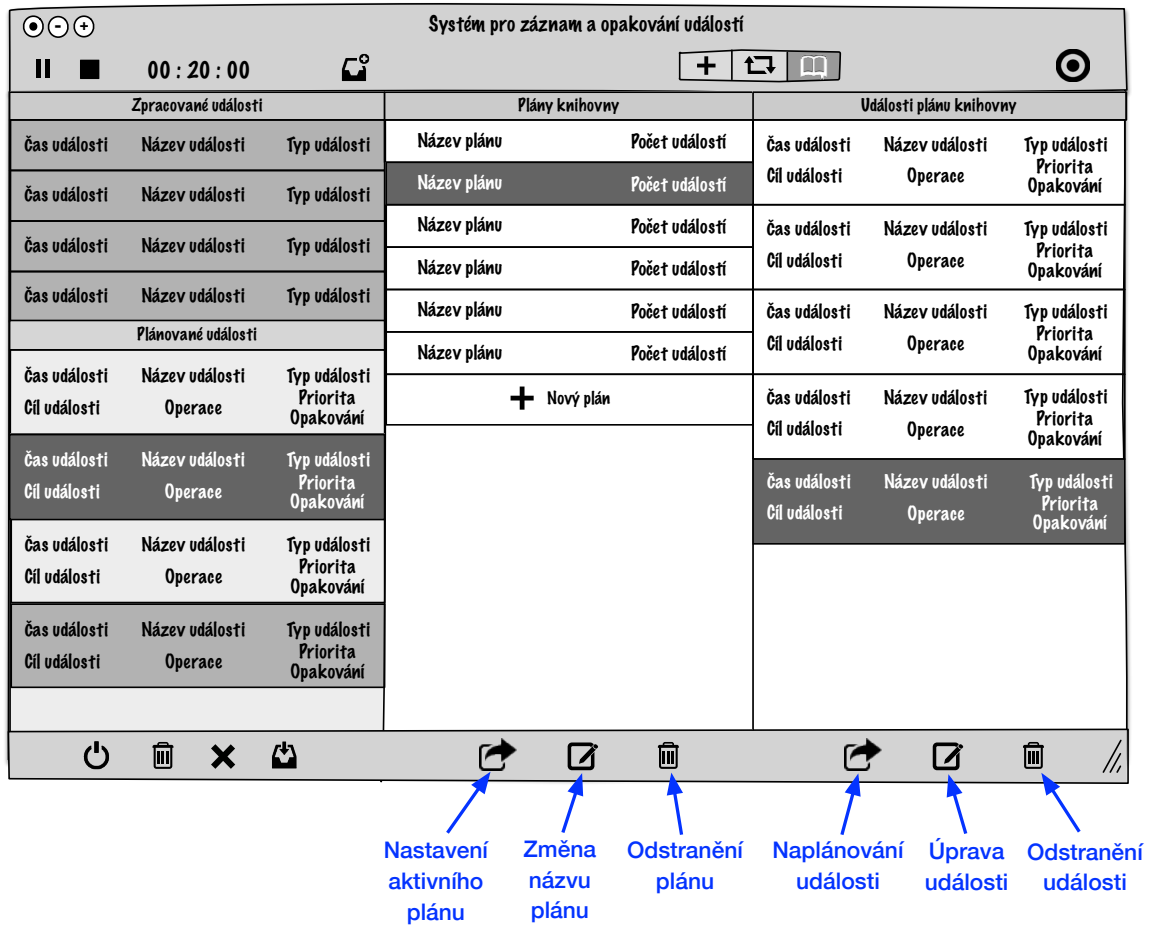 Systém pro záznam a opakování událostí
00 : 20 : 00
Zpracované události
Čas události Název události Typ události
Čas události Název události Typ události
Čas události Název události Typ události
Čas události Název události Typ události
Plánované události
Čas události Název události Typ události
Cíl události Operace Priorita
Opakování
Čas události Název události Typ události
Cíl události Operace Priorita
Opakování
Čas události Název události Typ události
Cíl události Operace Priorita
Opakování
Čas události Název události Typ události
Cíl události Operace Priorita
Opakování
Plány knihovny
Název plánu Počet událostí
Název plánu Počet událostí
Název plánu Počet událostí
Název plánu Počet událostí
Název plánu Počet událostí
Název plánu Počet událostí
Nový plán
Události plánu knihovny
Čas události Název události Typ události
Cíl události Operace Priorita
Opakování
Čas události Název události Typ události
Cíl události Operace Priorita
Opakování
Čas události Název události Typ události
Cíl události Operace Priorita
Opakování
Čas události Název události Typ události
Cíl události Operace Priorita
Opakování
Čas události Název události Typ události
Cíl události Operace Priorita
Opakování
Nastavení
aktivního
plánu
Změna
názvu
plánu
Odstranění
plánu
Naplánování
události
Úprava
události
Odstranění
události